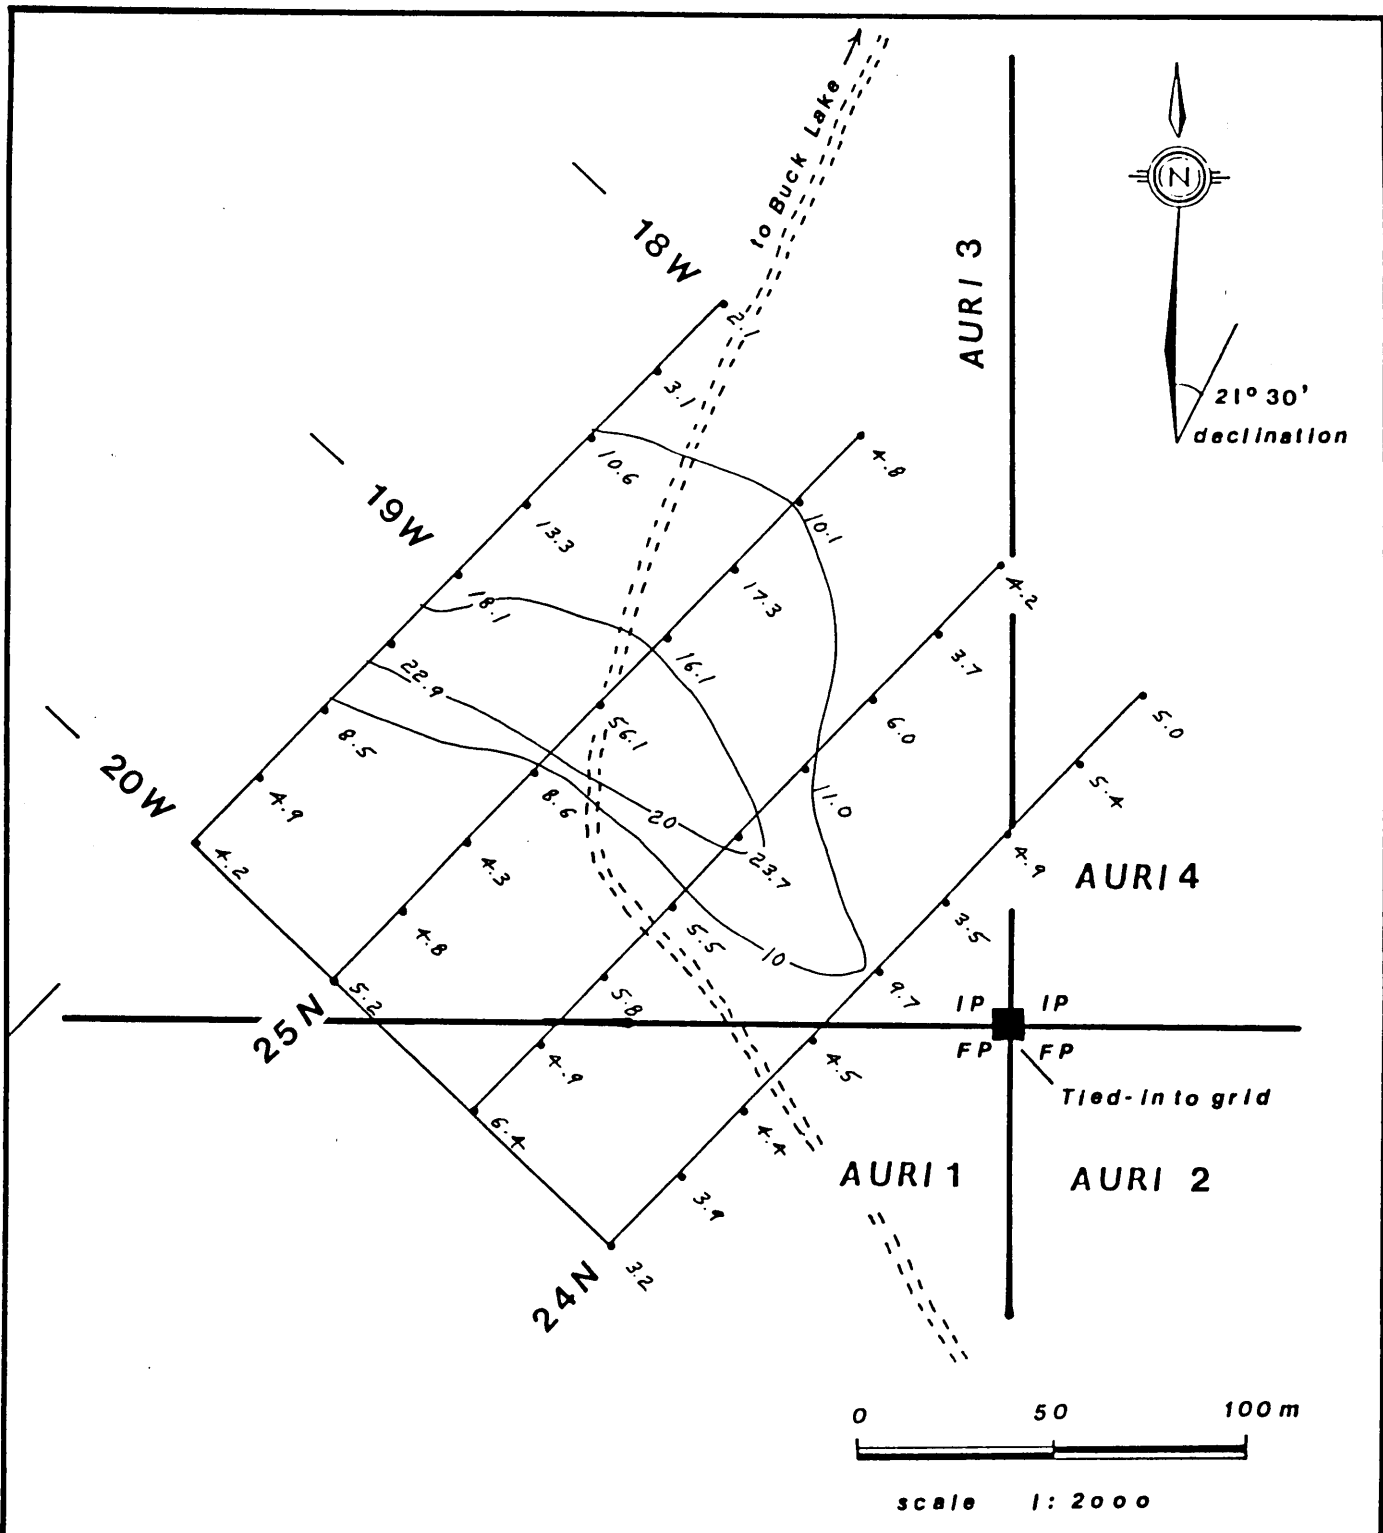 to Buck Lake
N
21° 30'
declination
18W
19W
20W
25N
24N
AURI 3
AURI 4
AURI 1
AURI 2
2.1
3.1
10.6
13.3
18.1
22.9
8.5
4.9
4.2
4.8
10.1
17.3
16.1
56.1
8.6
4.3
4.8
5.2
4.2
3.7
6.0
11.0
23.7
5.5
5.8
4.9
6.4
5.0
5.4
4.9
3.5
9.7
4.5
4.4
3.9
3.2
20
10
IP IP
FP FP
Tied-in to grid
0 50 100 m
scale 1: 2000